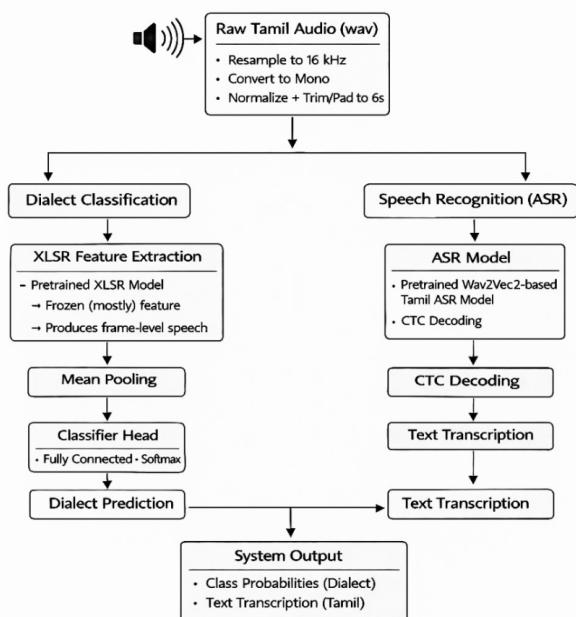 Raw Tamil Audio (wav)
• Resample to 16 kHz
• Convert to Mono
• Normalize + Trim/Pad to 6s
Dialect Classification
XLSR Feature Extraction
– Pretrained XLSR Model
→ Frozen (mostly) feature
→ Produces frame-level speech
Mean Pooling
Classifier Head
• Fully Connected • Softmax
Dialect Prediction
Speech Recognition (ASR)
ASR Model
• Pretrained Wav2Vec2-based
Tamil ASR Model
• CTC Decoding
CTC Decoding
Text Transcription
Text Transcription
System Output
• Class Probabilities (Dialect)
• Text Transcription (Tamil)